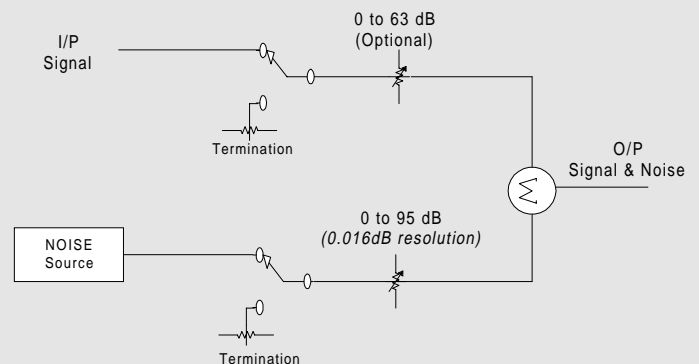 I/P
Signal
0 to 63 dB
(Optional)
Termination
O/P
Signal & Noise
Σ
NOISE
Source
0 to 95 dB
(0.016dB resolution)
Termination